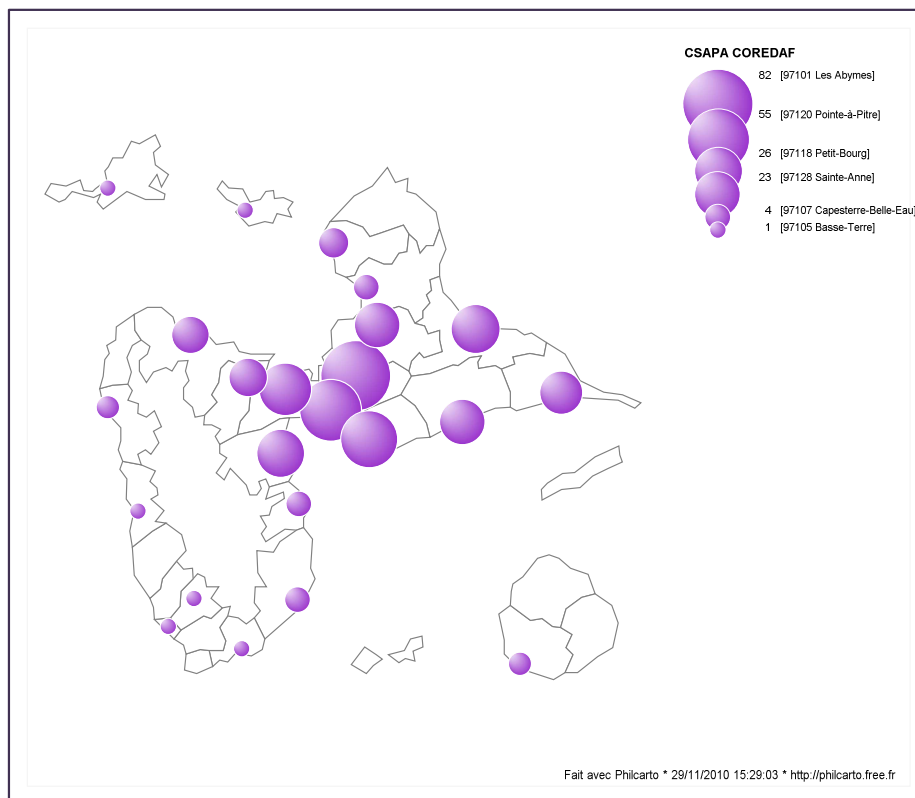 CSAPA COREDAF
82 [97101 Les Abymes]
55 [97120 Pointe-à-Pitre]
26 [97118 Petit-Bourg]
23 [97128 Sainte-Anne]
4 [97107 Capesterre-Belle-Eau]
1 [97105 Basse-Terre]
Fait avec Philcarto * 29/11/2010 15:29:03 * http://philcarto.free.fr